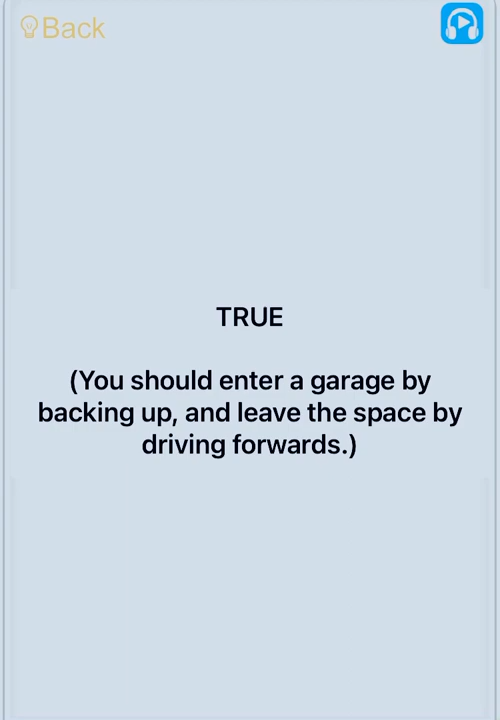 Back
TRUE
(You should enter a garage by
backing up, and leave the space by
driving forwards.)